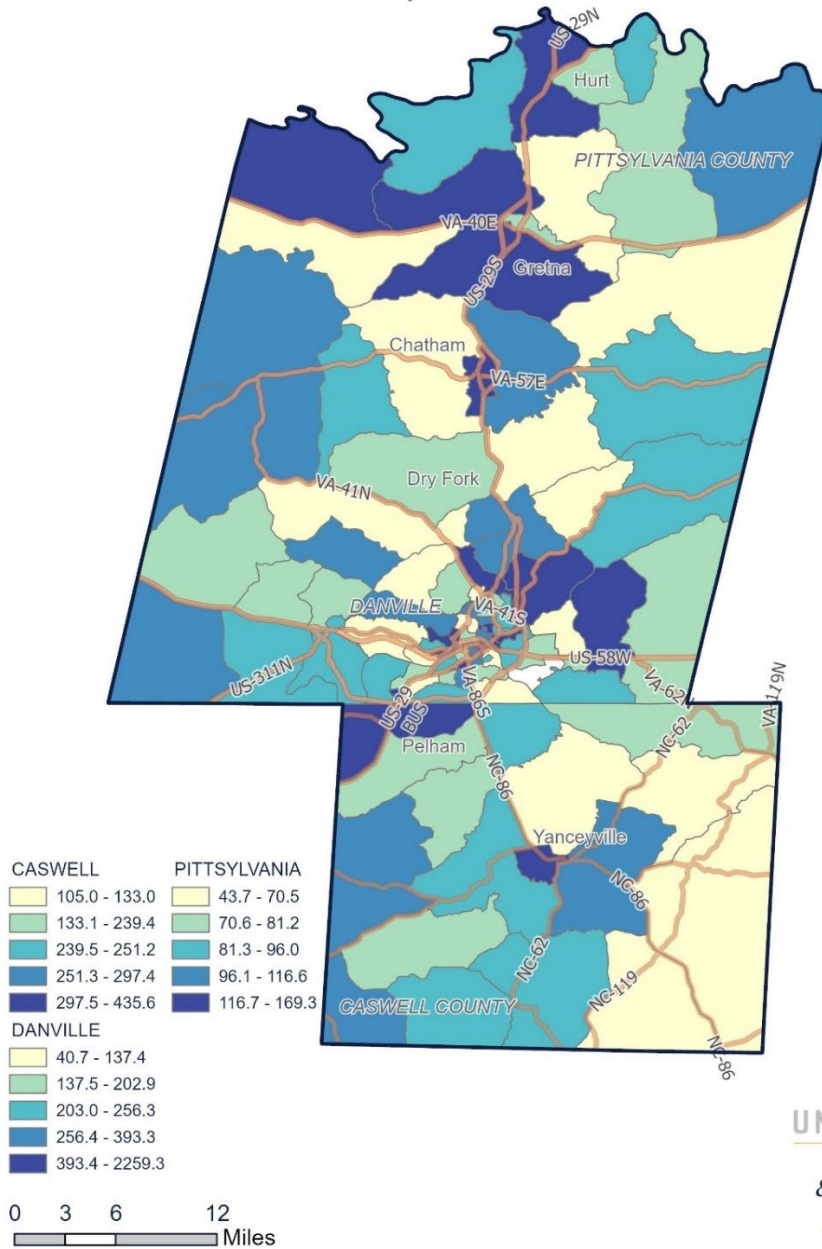 US-29N
Hurt
PITTSYLVANIA COUNTY
VA-40E
Gretna
US-29S
Chatham
VA-57E
Dry Fork
VA-41N
DANVILLE
VA-41S
US-58W
US-311N
VA-86S
US-29
BUS
VA-62
VA-119N
Pelham
NC-86
NC-62
Yanceyville
NC-86
NC-62
NC-119
CASWELL COUNTY
NC-86
CASWELL
105.0 - 133.0
133.1 - 239.4
239.5 - 251.2
251.3 - 297.4
297.5 - 435.6
PITTSYLVANIA
43.7 - 70.5
70.6 - 81.2
81.3 - 96.0
96.1 - 116.6
116.7 - 169.3
DANVILLE
40.7 - 137.4
137.5 - 202.9
203.0 - 256.3
256.4 - 393.3
393.4 - 2259.3
0 3 6 12
Miles
UN